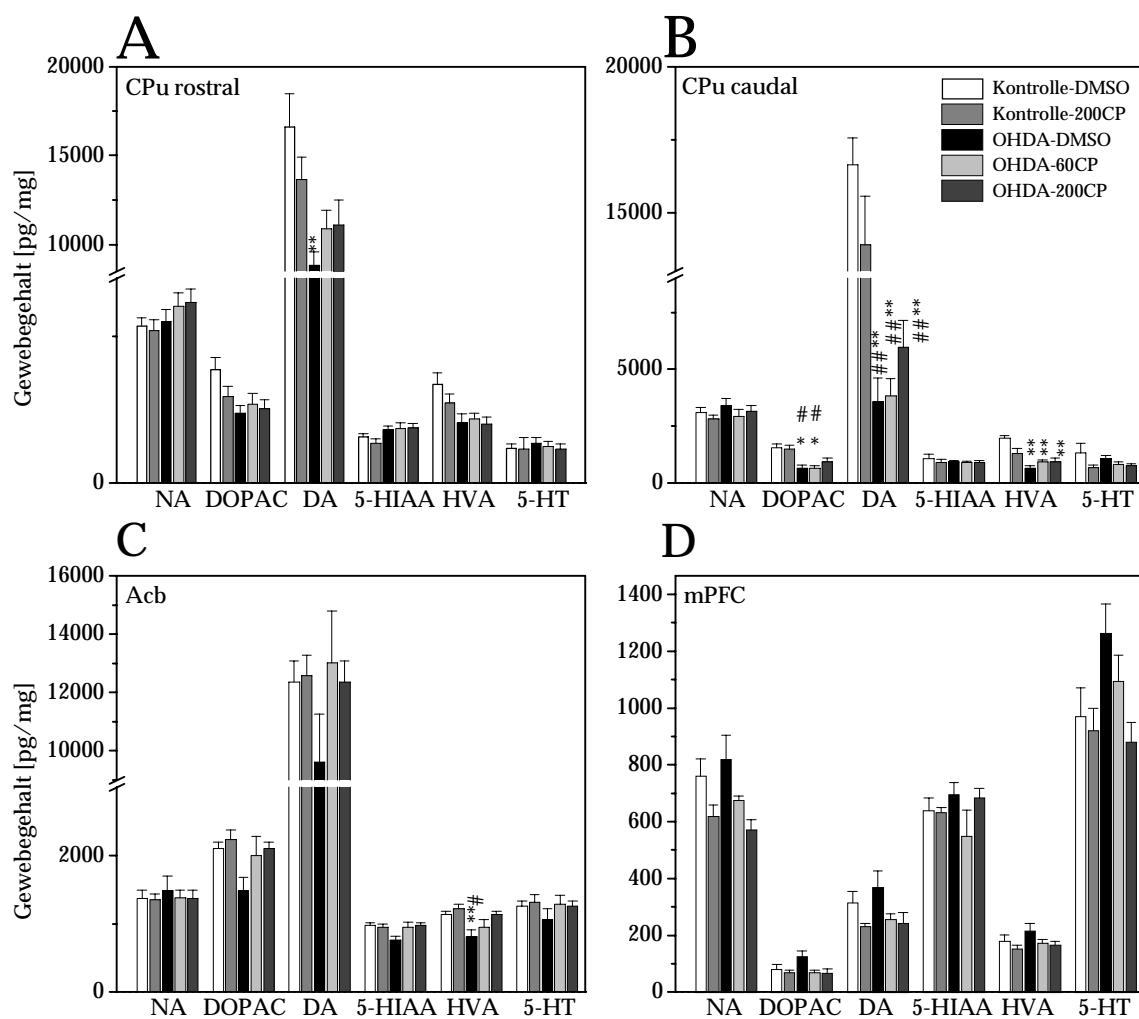 A
CPu rostral
Gewebegehalt [pg/mg]
20000
15000
10000
0
**
NA DOPAC DA 5-HIAA HVA 5-HT
B
CPu caudal
20000
15000
5000
0
Kontrolle-DMSO
Kontrolle-200CP
OHDA-DMSO
OHDA-60CP
OHDA-200CP
# #
* *
##**
##**
##**
**
**
**
NA DOPAC DA 5-HIAA HVA 5-HT
C
Acb
Gewebegehalt [pg/mg]
16000
14000
12000
10000
2000
0
**#
NA DOPAC DA 5-HIAA HVA 5-HT
D
mPFC
1400
1200
1000
800
600
400
200
0
NA DOPAC DA 5-HIAA HVA 5-HT